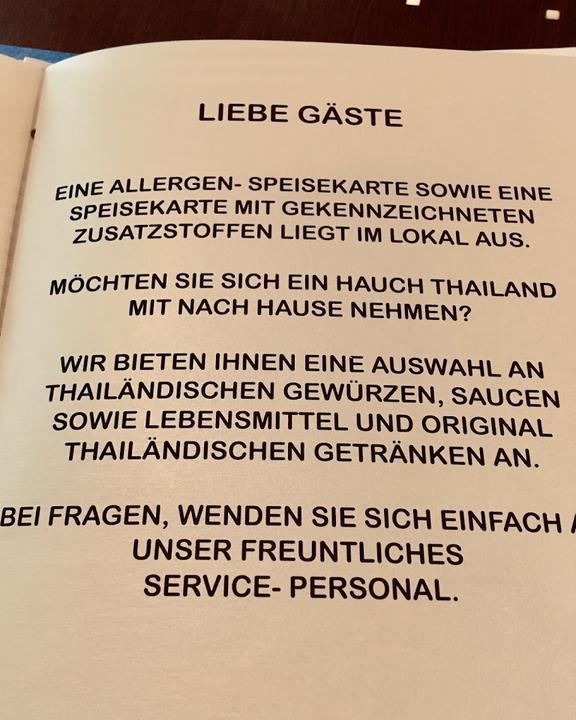 LIEBE GÄSTE
EINE ALLERGEN- SPEISEKARTE SOWIE EINE
SPEISEKARTE MIT GEKENNZEICHNETEN
ZUSATZSTOFFEN LIEGT IM LOKAL AUS.
MÖCHTEN SIE SICH EIN HAUCH THAILAND
MIT NACH HAUSE NEHMEN?
WIR BIETEN IHNEN EINE AUSWAHL AN
THAILÄNDISCHEN GEWÜRZEN, SAUCEN
SOWIE LEBENSMITTEL UND ORIGINAL
THAILÄNDISCHEN GETRÄNKEN AN.
BEI FRAGEN, WENDEN SIE SICH EINFACH
UNSER FREUNTLICHES
SERVICE- PERSONAL.